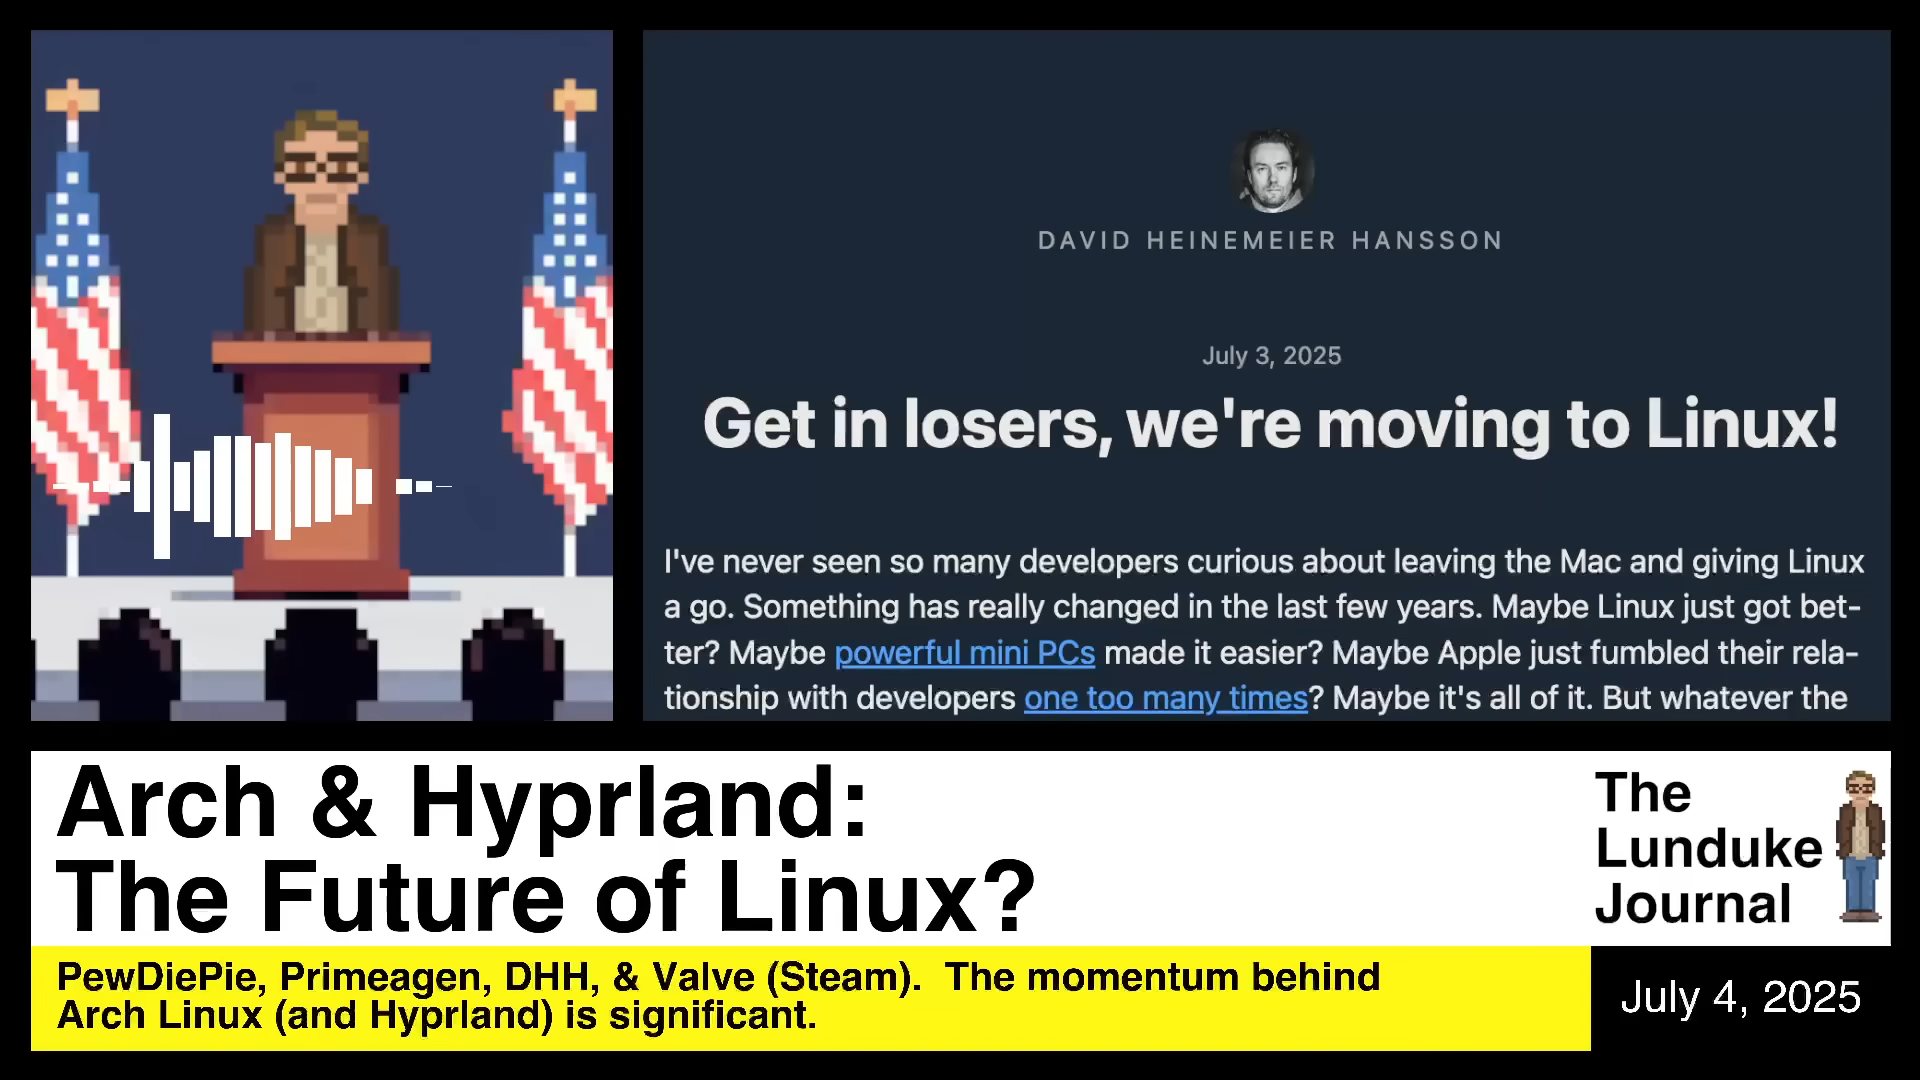 DAVID HEINEMEIER HANSSON
July 3, 2025
Get in losers, we're moving to Linux!
I've never seen so many developers curious about leaving the Mac and giving Linux
a go. Something has really changed in the last few years. Maybe Linux just got bet-
ter? Maybe powerful mini PCs made it easier? Maybe Apple just fumbled their rela-
tionship with developers one too many times? Maybe it's all of it. But whatever the
Arch & Hyprland:
The Future of Linux?
The
Lunduke
Journal
PewDiePie, Primeagen, DHH, & Valve (Steam).  The momentum behind
Arch Linux (and Hyprland) is significant.
July 4, 2025